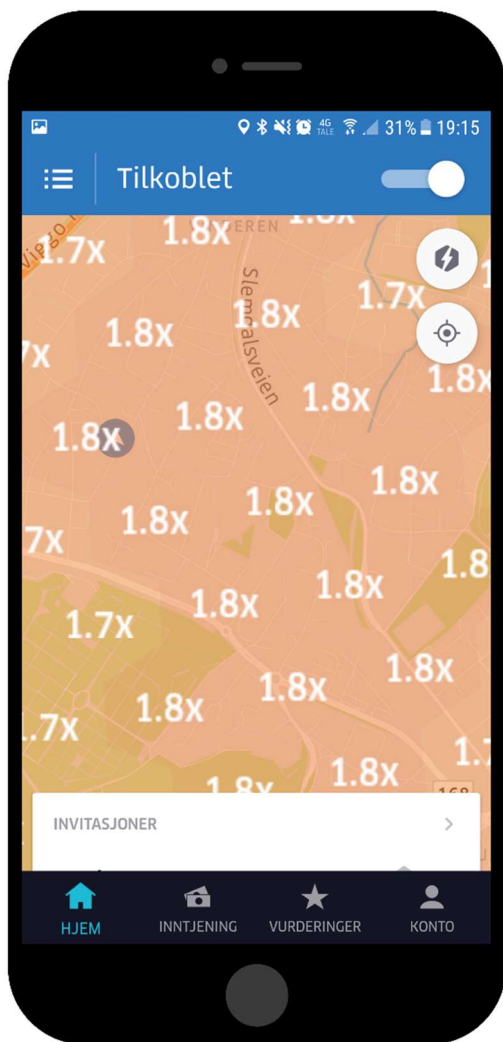 4G
TALE
31%
19:15
Tilkoblet
1.8x
1.8x
1.7x
Slemdalsveien
1.8x
1.7x
1.8x
7x
1.8x
1.8x
1.8x
1.8x
1.8x
1.8x
1.8x
7x
1.8
1.8x
1.8x
1.7x
1.8x
1.8x
1.8x
.7x
1.8x
1.8x
168
INVITASJONER
HJEM
INNTJENING
VURDERINGER
KONTO